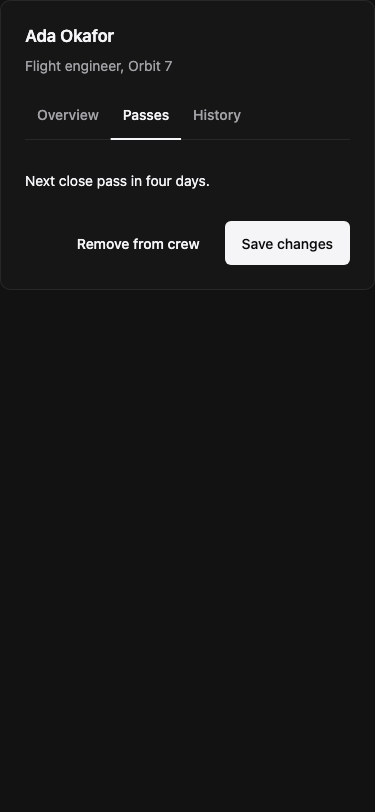 Ada Okafor
Flight engineer, Orbit 7
Overview Passes History
Next close pass in four days.
Remove from crew Save changes